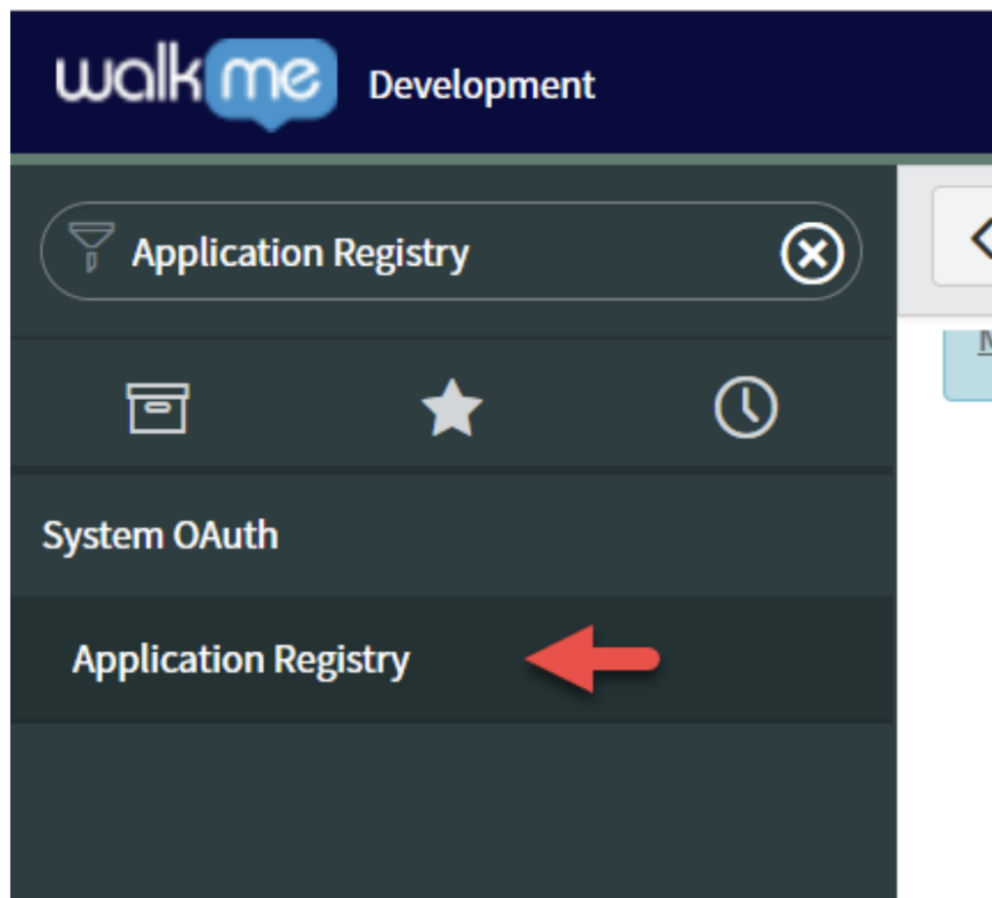 walkme Development
Application Registry
System OAuth
Application Registry